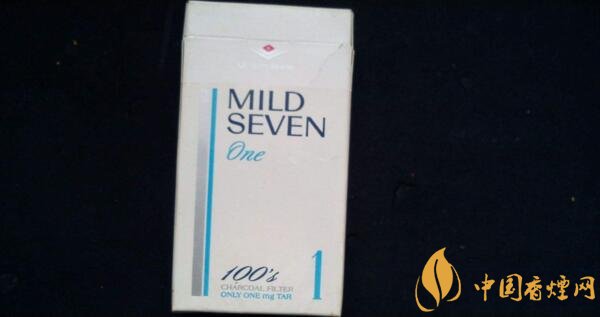 MILD
SEVEN
One
100's
CHARCOAL FILTER
ONLY ONE mg TAR
1
中国香烟网